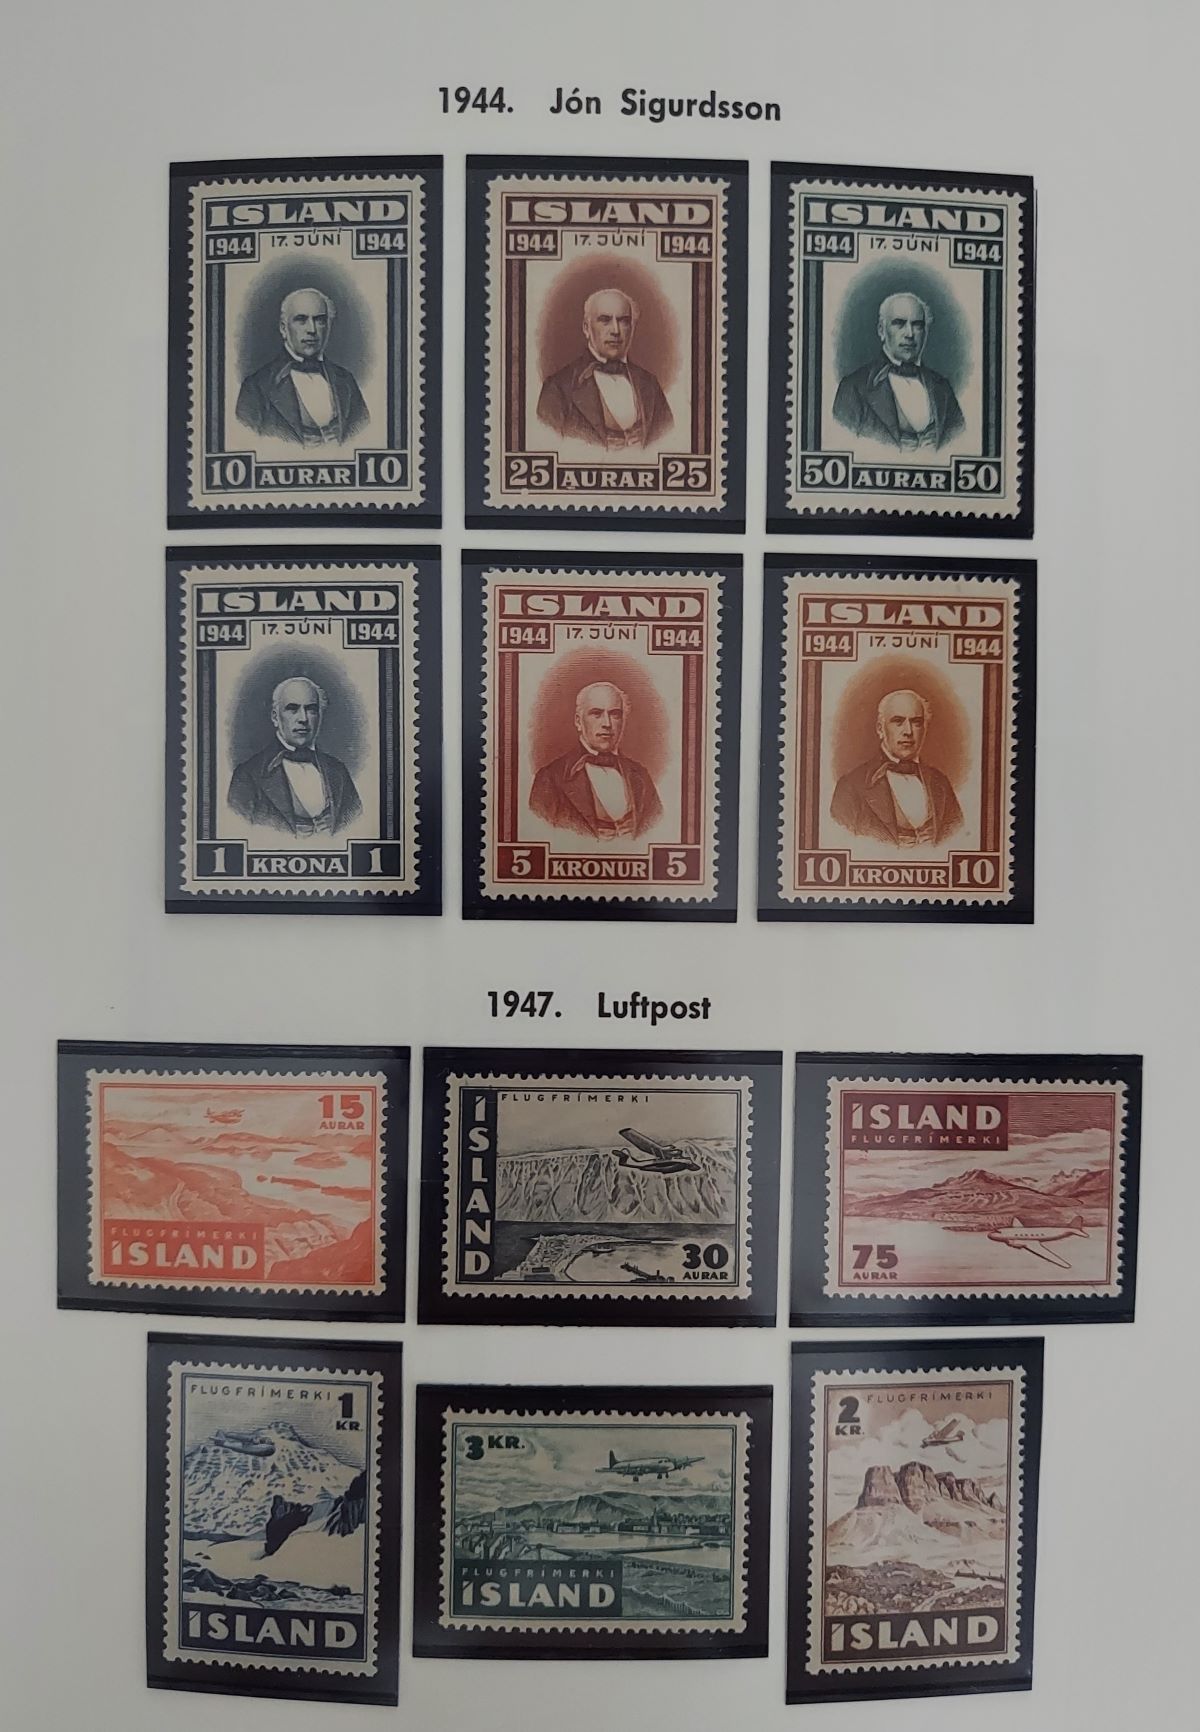 1944. Jón Sigurdsson
ISLAND
1944 17. JÚNÍ 1944
10 AURAR 10
ISLAND
1944 17. JÚNÍ 1944
25 AURAR 25
ISLAND
1944 17. JÚNÍ 1944
50 AURAR 50
ISLAND
1944 17. JÚNÍ 1944
1 KRONA 1
ISLAND
1944 17. JÚNÍ 1944
5 KRONUR 5
ISLAND
1944 17. JÚNÍ 1944
10 KRONUR 10
1947. Luftpost
15
AURAR
FLUGFRÍMERKI
ÍSLAND
FLUGFRÍMERKI
ÍSLAND
30
AURAR
ÍSLAND
FLUGFRÍMERKI
75
AURAR
FLUGFRÍMERKI
1
KR.
ÍSLAND
3 KR.
FLUGFRÍMERKI
ÍSLAND
2 FLUGFRÍMERKI
KR.
ÍSLAND